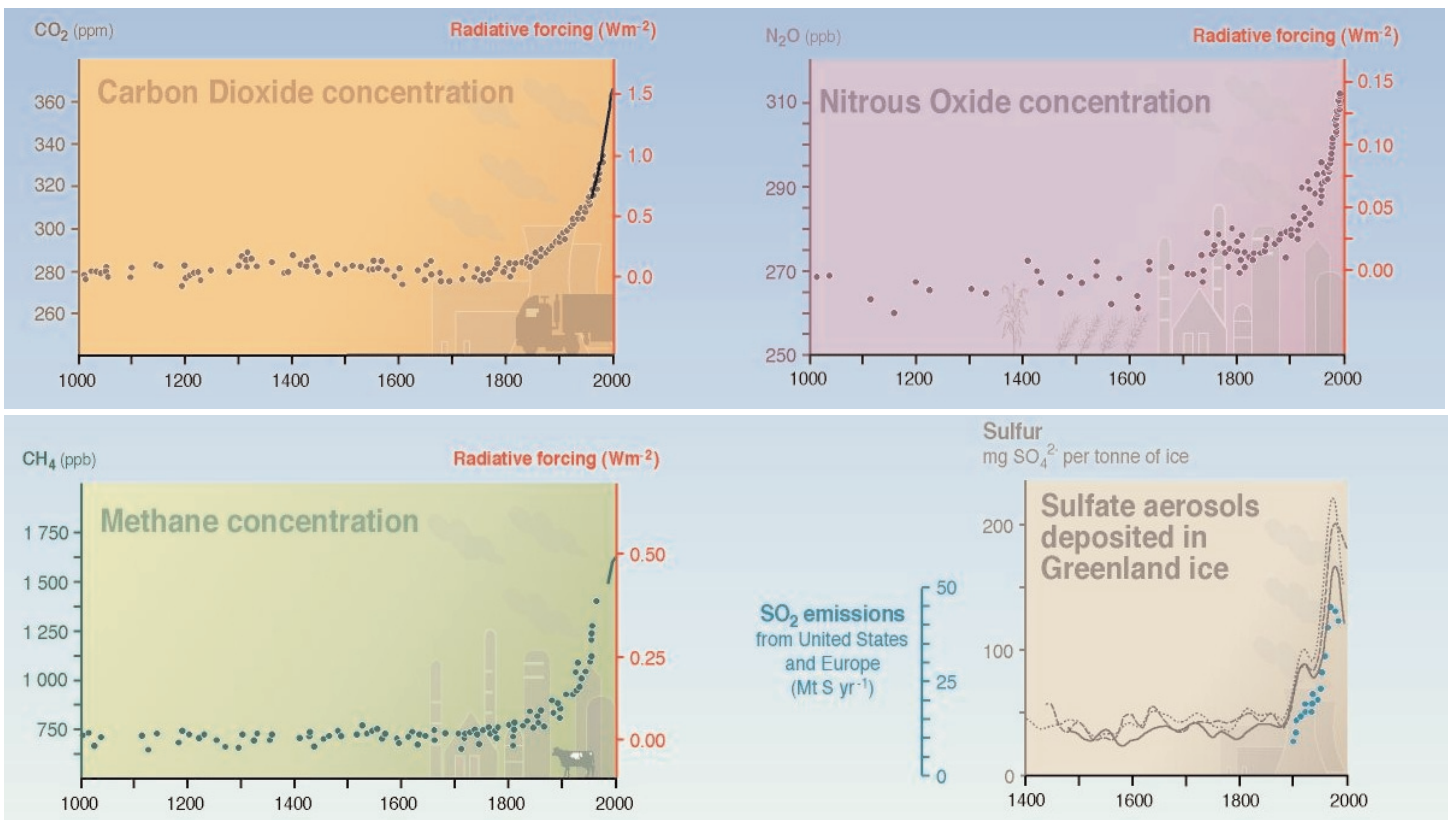 CO2 (ppm)
Radiative forcing (Wm-2)
Carbon Dioxide concentration
360
340
320
300
280
260
1.5
1.0
0.5
0.0
1000 1200 1400 1600 1800 2000
N2O (ppb)
Radiative forcing (Wm-2)
Nitrous Oxide concentration
310
290
270
250
0.15
0.10
0.05
0.00
1000 1200 1400 1600 1800 2000
CH4 (ppb)
Radiative forcing (Wm-2)
Methane concentration
1 750
1 500
1 250
1 000
750
0.50
0.25
0.00
1000 1200 1400 1600 1800 2000
SO2 emissions
from United States
and Europe
(Mt S yr-1)
50
25
0
Sulfur
mg SO4 2- per tonne of ice
Sulfate aerosols
deposited in
Greenland ice
200
100
0
1400 1600 1800 2000